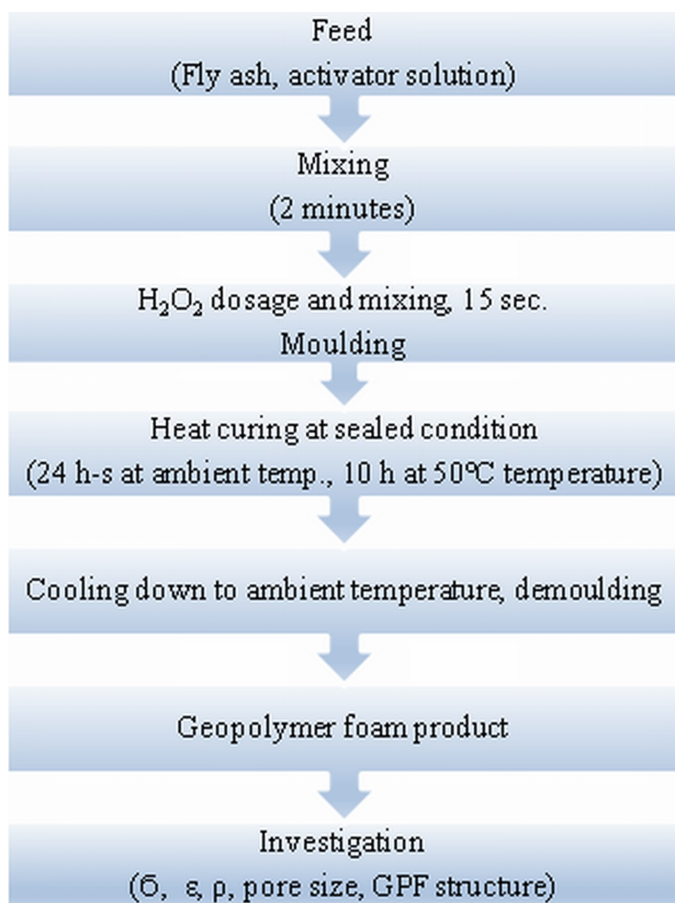 Feed
(Fly ash, activator solution)
Mixing
(2 minutes)
H₂O₂ dosage and mixing, 15 sec.
Moulding
Heat curing at sealed condition
(24 h-s at ambient temp., 10 h at 50°C temperature)
Cooling down to ambient temperature, demoulding
Geopolymer foam product
Investigation
(б, ε, ρ, pore size, GPF structure)